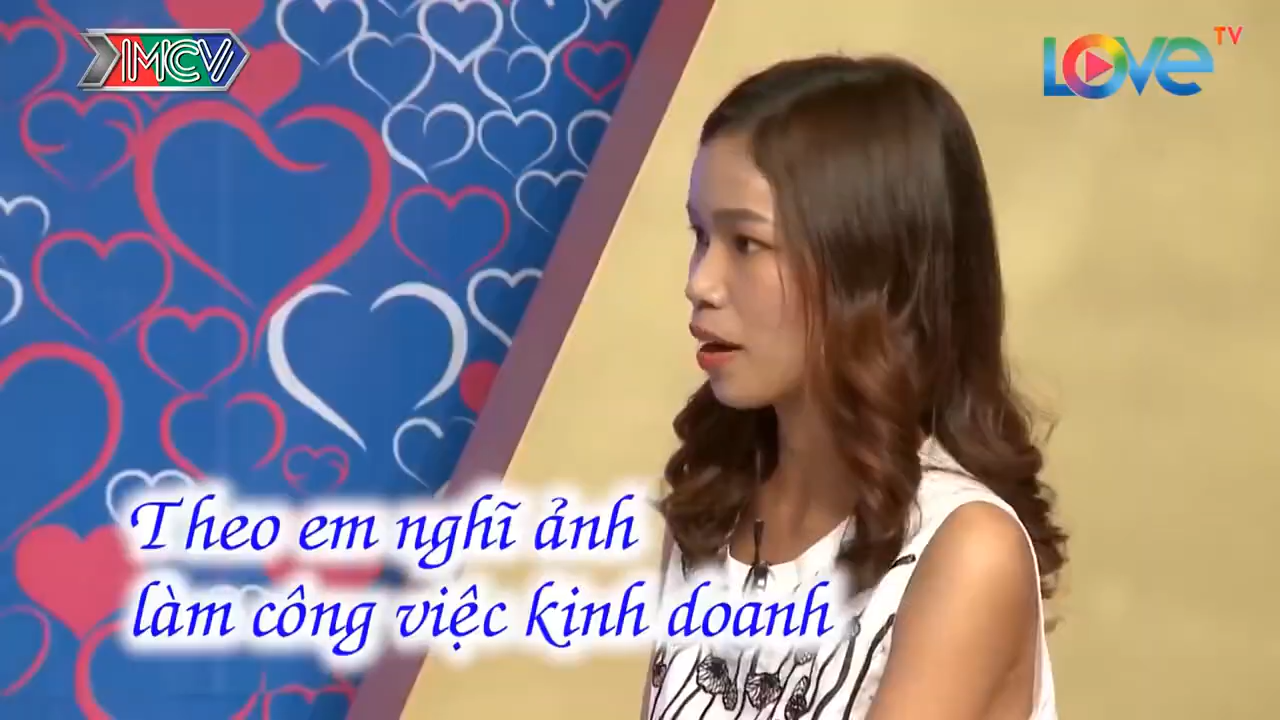 MCV
LOVE TV
Theo em nghĩ ảnh
làm công việc kinh doanh